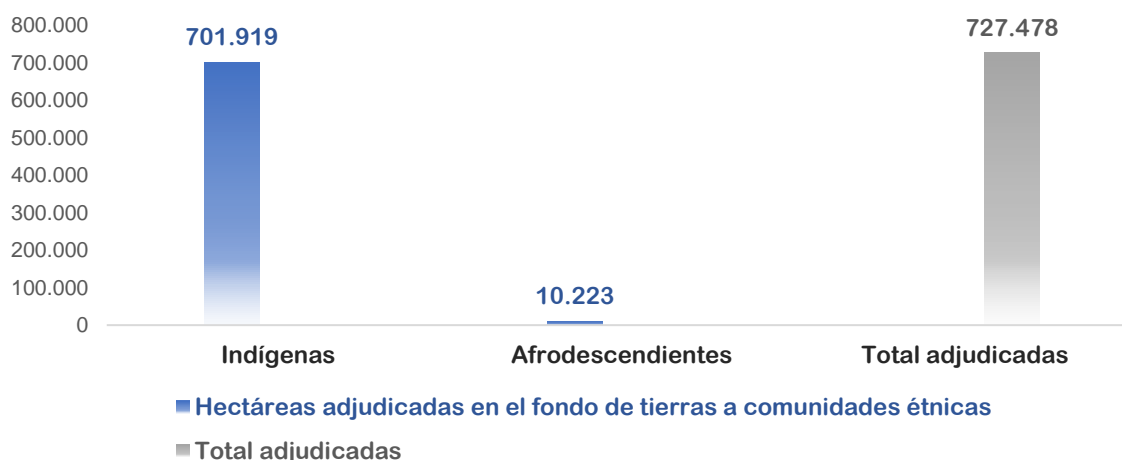 800.000
700.000
600.000
500.000
400.000
300.000
200.000
100.000
0
701.919
10.223
727.478
Indígenas
Afrodescendientes
Total adjudicadas
Hectáreas adjudicadas en el fondo de tierras a comunidades étnicas
Total adjudicadas